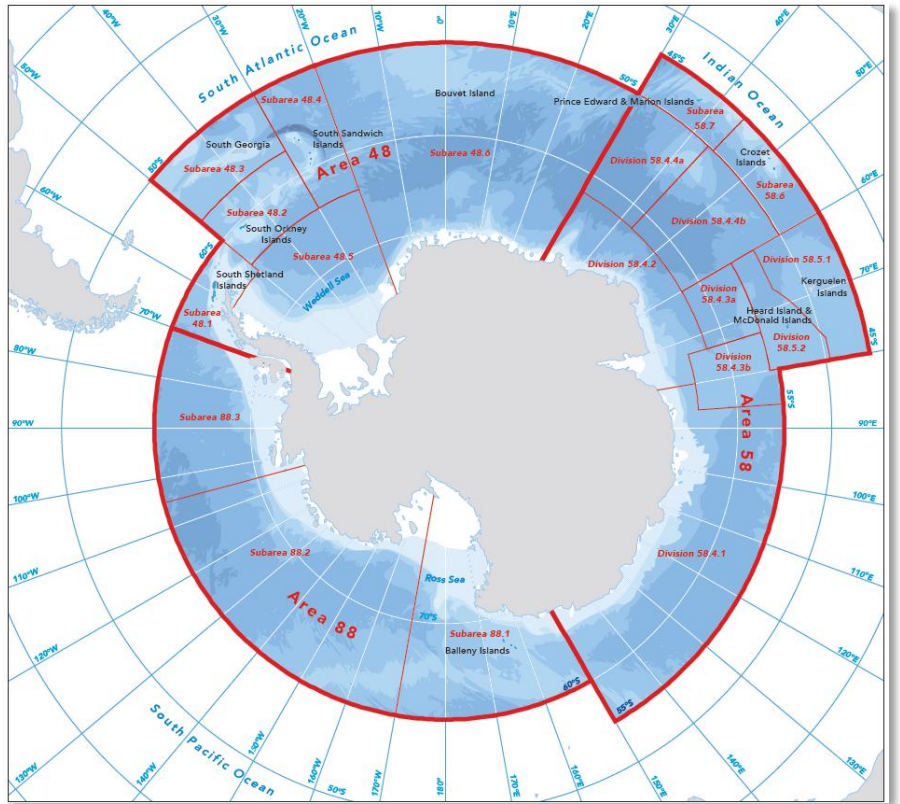 40°W
30°W
20°W
10°W
0°
10°E
20°E
30°E
40°E
50°E
60°E
70°E
South Atlantic Ocean
Indian Ocean
45°S
50°S
50°W
Subarea 48.4
Bouvet Island
Prince Edward & Marion Islands
Subarea
58.7
South Georgia
South Sandwich
Islands
Area 48
Subarea 48.6
Crozet
Islands
Division 58.4.4a
50°S
Subarea 48.3
Subarea
58.6
60°W
Subarea 48.2
Division 58.4.4b
South Orkney
Islands
60°S
Subarea 48.5
Division 58.4.2
Division 58.5.1
South Shetland
Islands
Weddell Sea
Kerguelen
Islands
Division
58.4.3a
Heard Island &
McDonald Islands
70°W
Subarea
48.1
Division
58.5.2
45°S
80°W
Division
58.4.3b
55°S
Area 58
Subarea 88.3
90°W
90°E
100°W
100°E
Subarea 88.2
Division 58.4.1
110°W
110°E
Ross Sea
Area 88
70°S
Subarea 88.1
Balleny Islands
120°W
120°E
60°S
55°S
South Pacific Ocean
130°W
140°W
150°W
160°W
50°S
170°W
180°
170°E
160°E
150°E
140°E
130°E